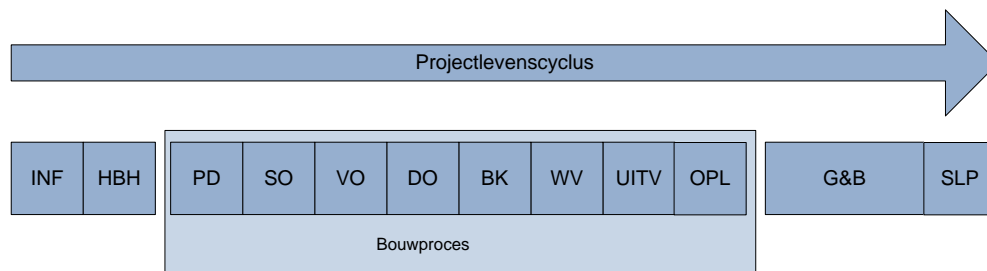 Projectlevenscyclus
INF HBH PD SO VO DO BK WV UITV OPL G&B SLP
Bouwproces